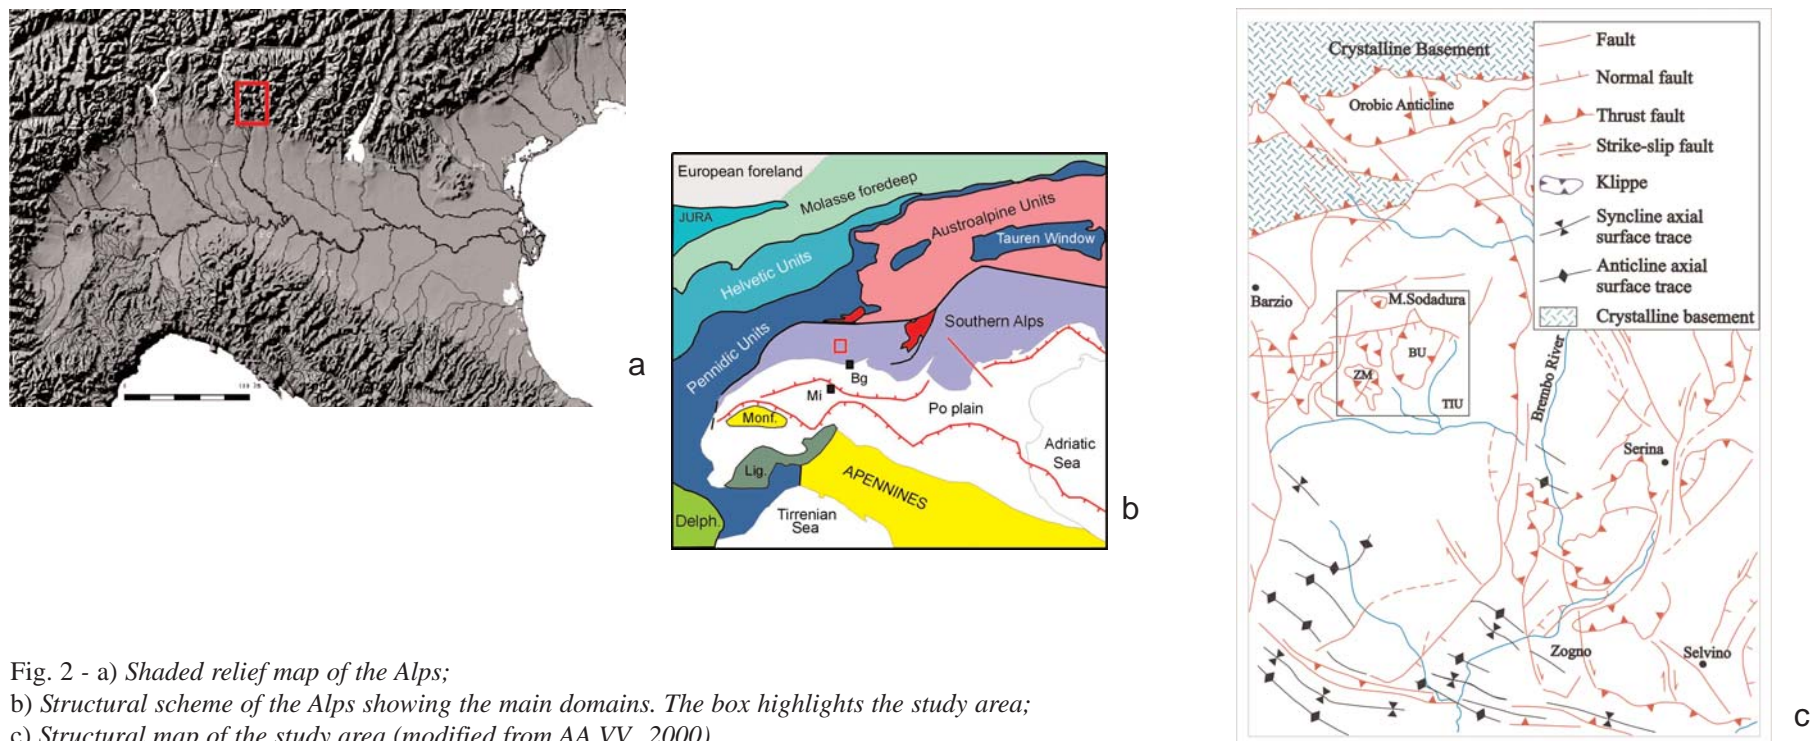 a
European foreland
JURA
Molasse foredeep
Helvetic Units
Austroalpine Units
Tauren Window
Pennidic Units
Southern Alps
Bg
Mi
Monf.
Po plain
Lig.
Adriatic
Sea
APENNINES
Delph.
Tirrenian
Sea
b
Crystalline Basement
Orobic Anticline
Fault
Normal fault
Thrust fault
Strike-slip fault
Klippe
Syncline axial
surface trace
Anticline axial
surface trace
Crystalline basement
Barzio
M.Sodadura
BU
ZM
TIU
Brembo River
Serina
Zogno
Selvino
c
Fig. 2 - a) Shaded relief map of the Alps;
b) Structural scheme of the Alps showing the main domains. The box highlights the study area;
c) Structural map of the study area (modified from AA.VV., 2000)